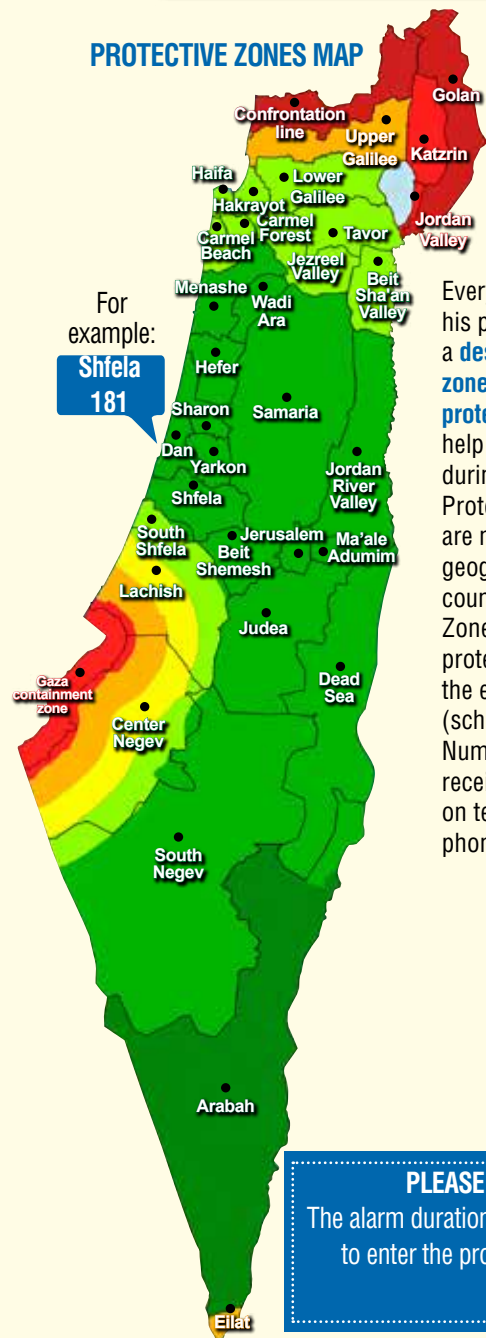 PROTECTIVE ZONES MAP
Golan
Confrontation
line
Upper
Galilee
Katzrin
Haifa
Lower
Galilee
Hakrayot
Carmel
Forest
Jordan
Valley
Carmel
Beach
Tavor
Jezreel
Valley
Beit
Sha'an
Valley
Menashe
Wadi
Ara
For
example:
Shfela
181
Hefer
Sharon
Samaria
Dan
Yarkon
Jordan
River
Valley
Shfela
South
Shfela
Jerusalem
Beit
Shemesh
Ma'ale
Adumim
Lachish
Judea
Gaza
containment
zone
Dead
Sea
Center
Negev
South
Negev
Arabah
Eilat
Ever
his p
a des
zone
prote
help
durin
Prote
are
geog
coun
Zone
prote
the e
(sch
Num
recei
on te
phon
PLEASE
The alarm duration
to enter the pro